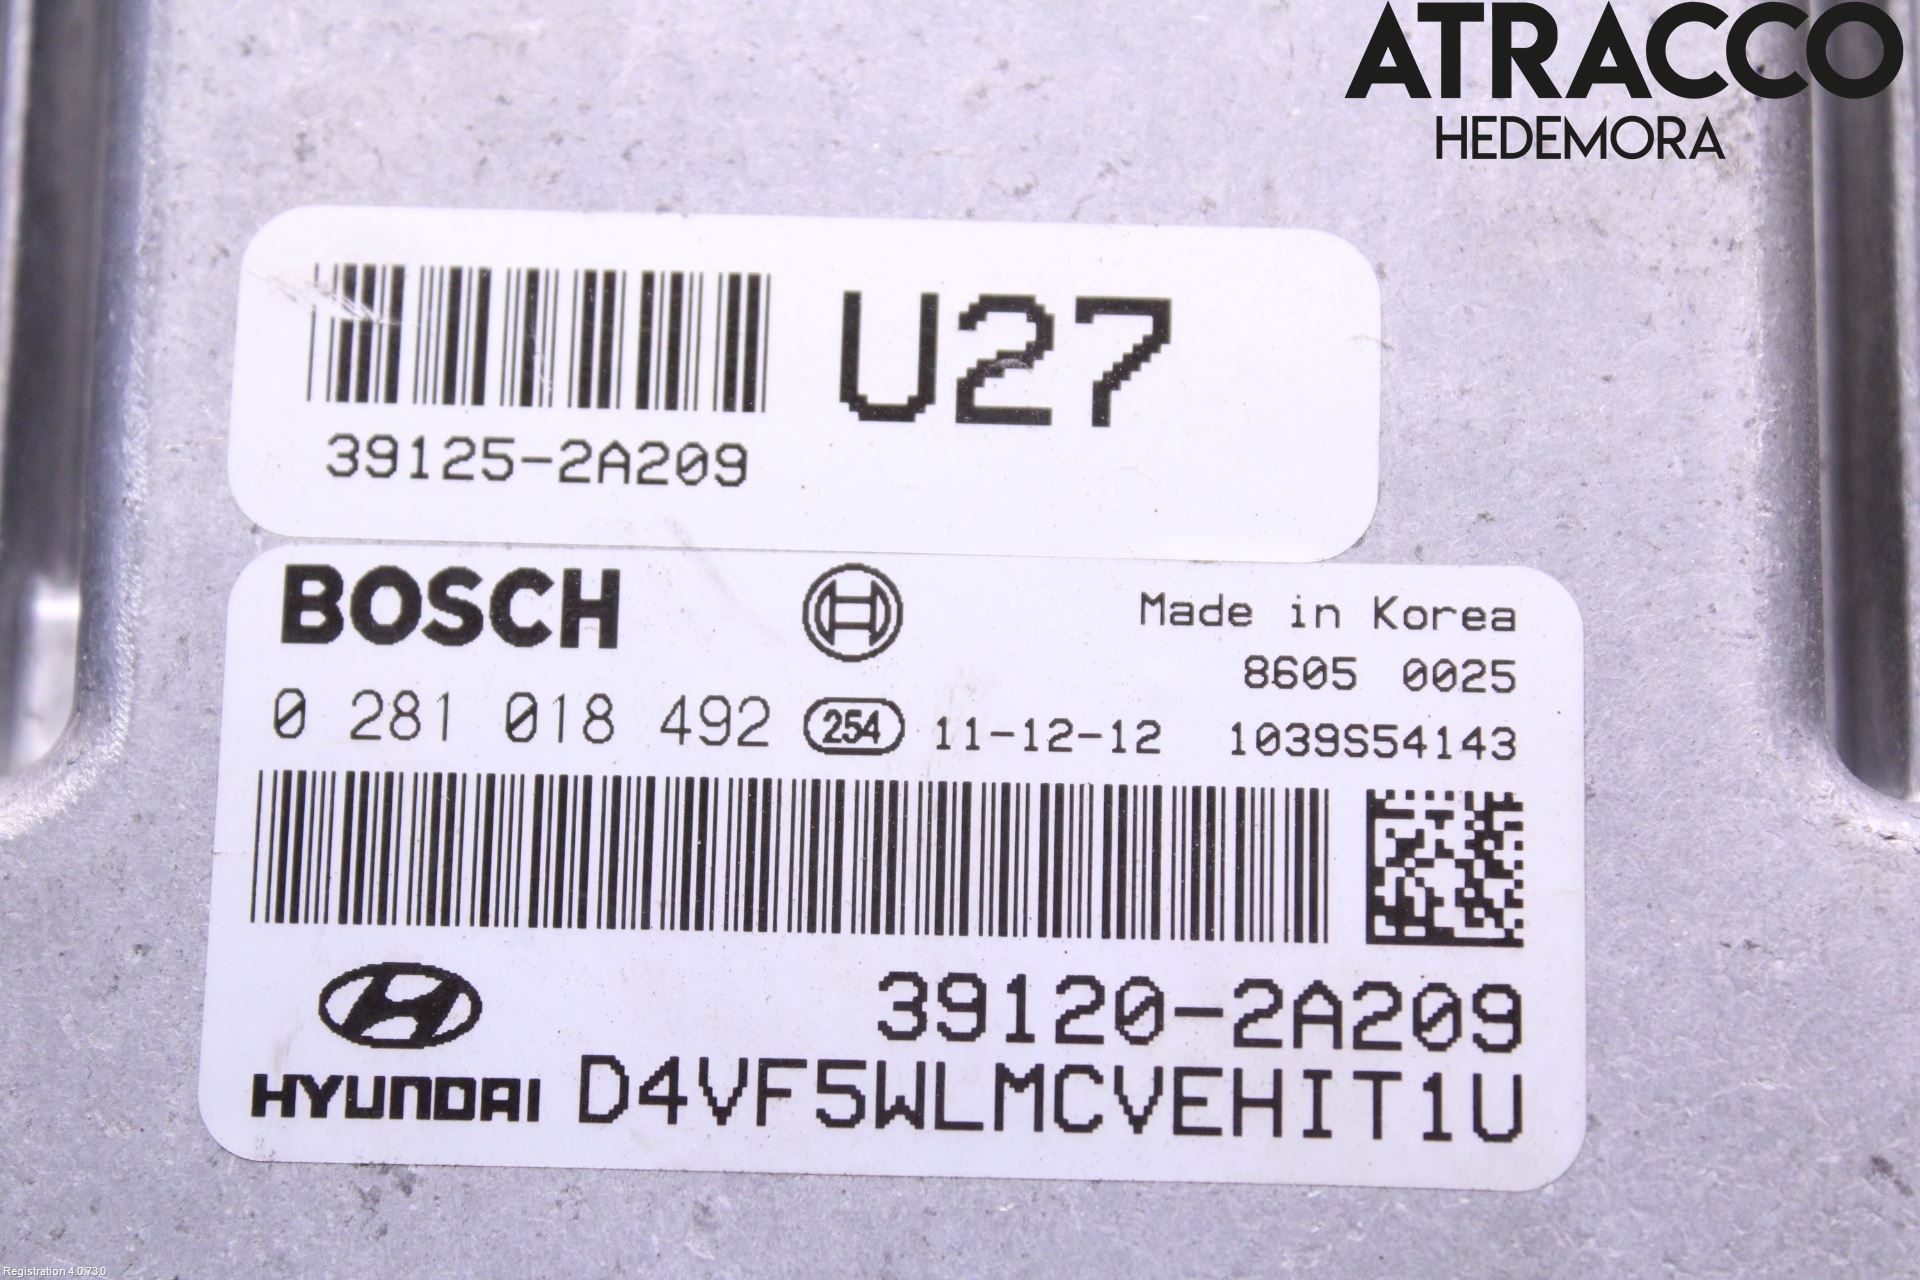 ATRACCO
HEDEMORA
U27
39125-2A209
BOSCH
Made in Korea
8605 0025
0 281 018 492 254 11-12-12 1039S54143
39120-2A209
HYUNDAI D4VF5WLMCVEHIT1U
Registration 4.0.73.0